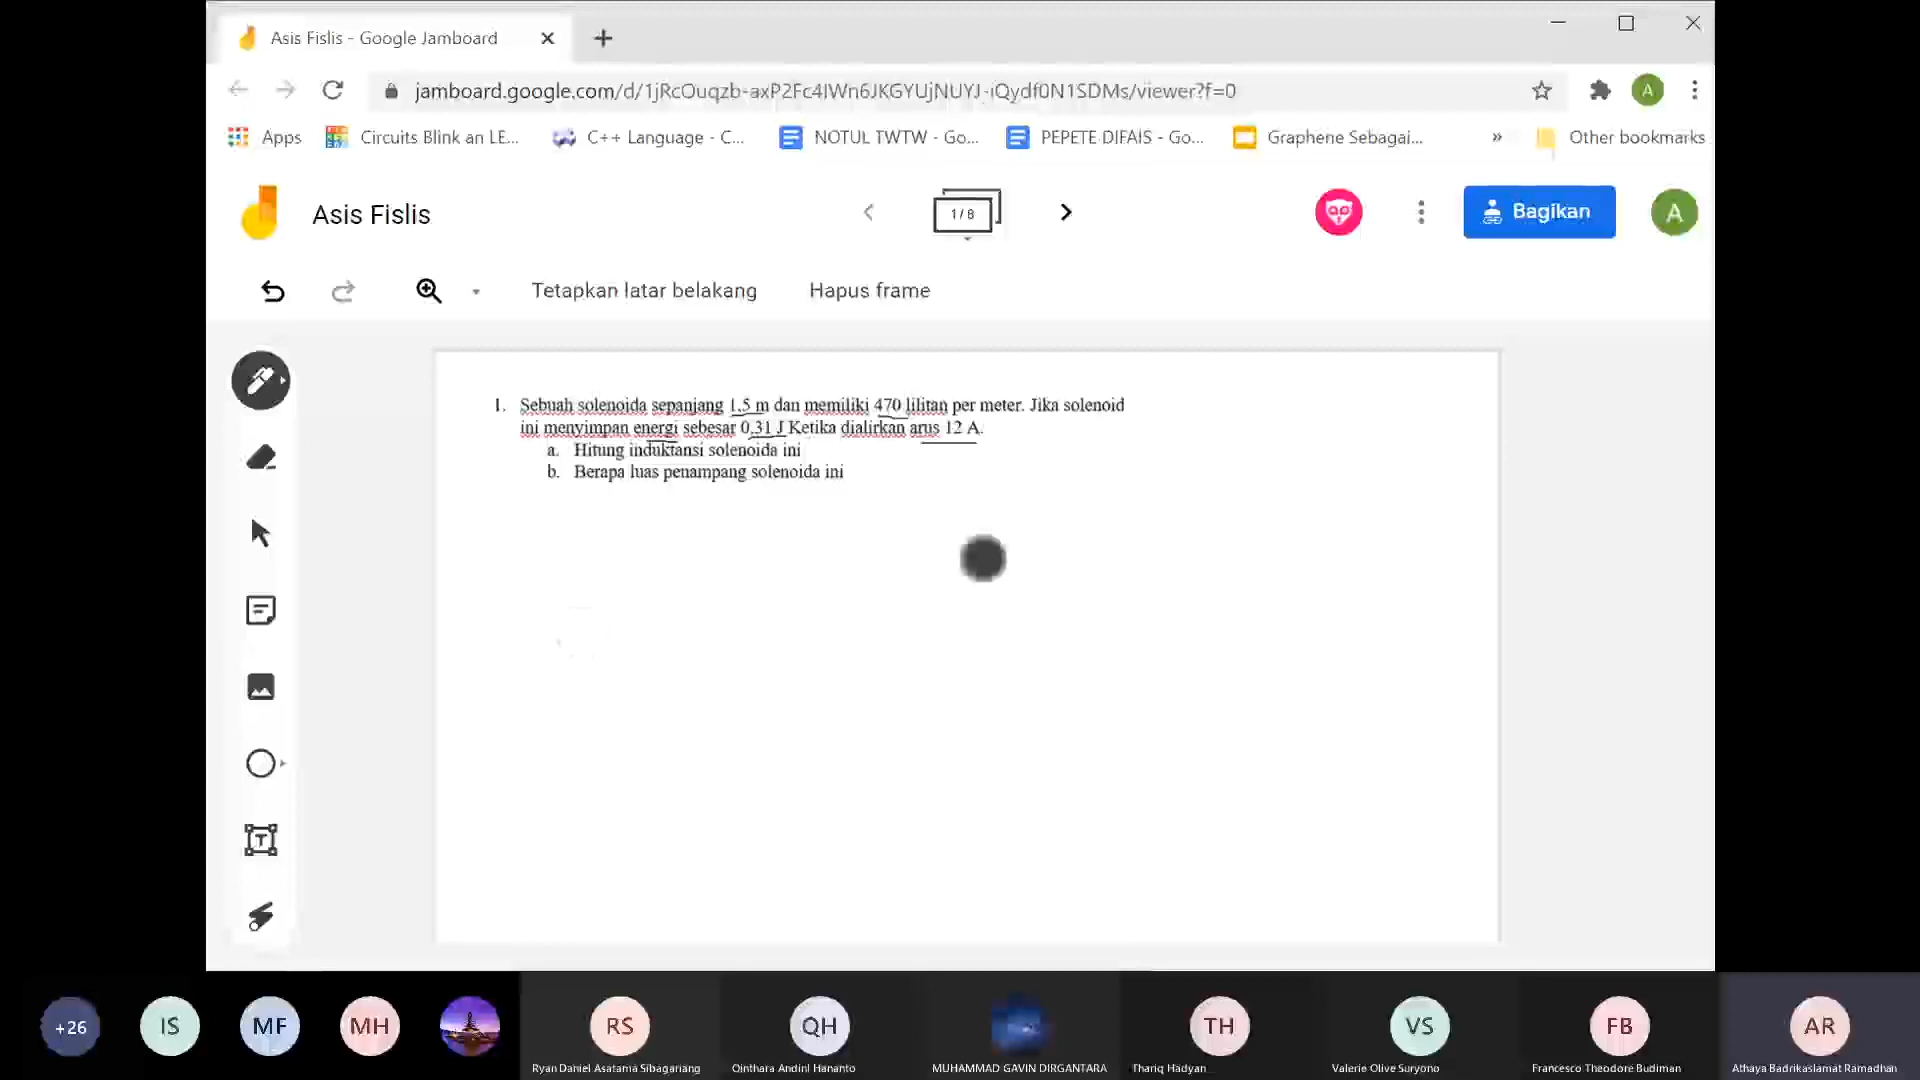 Asis Fislis - Google Jamboard
jamboard.google.com/d/1jRcOuqzb-axP2Fc4IWn6JKGYUjNUYJ-iQydf0N1SDMs/viewer?f=0
A
Apps Circuits Blink an LE... C++ Language - C... NOTUL TWTW - Go... PEPETE DIFAIS - Go... Graphene Sebagai... » Other bookmarks
Asis Fislis 1 / 8 Bagikan A
Tetapkan latar belakang Hapus frame
1. Sebuah solenoida sepanjang 1,5 m dan memiliki 470 lilitan per meter. Jika solenoid
ini menyimpan energi sebesar 0,31 J Ketika dialirkan arus 12 A.
a. Hitung induktansi solenoida ini
b. Berapa luas penampang solenoida ini
+26 IS MF MH RS QH TH VS FB AR
Ryan Daniel Asatama Sibagariang Qinthara Andini Hananto MUHAMMAD GAVIN DIRGANTARA Thariq Hadyan Valerie Olive Suryono Francesco Theodore Budiman Athaya Badrikaslamat Ramadhan